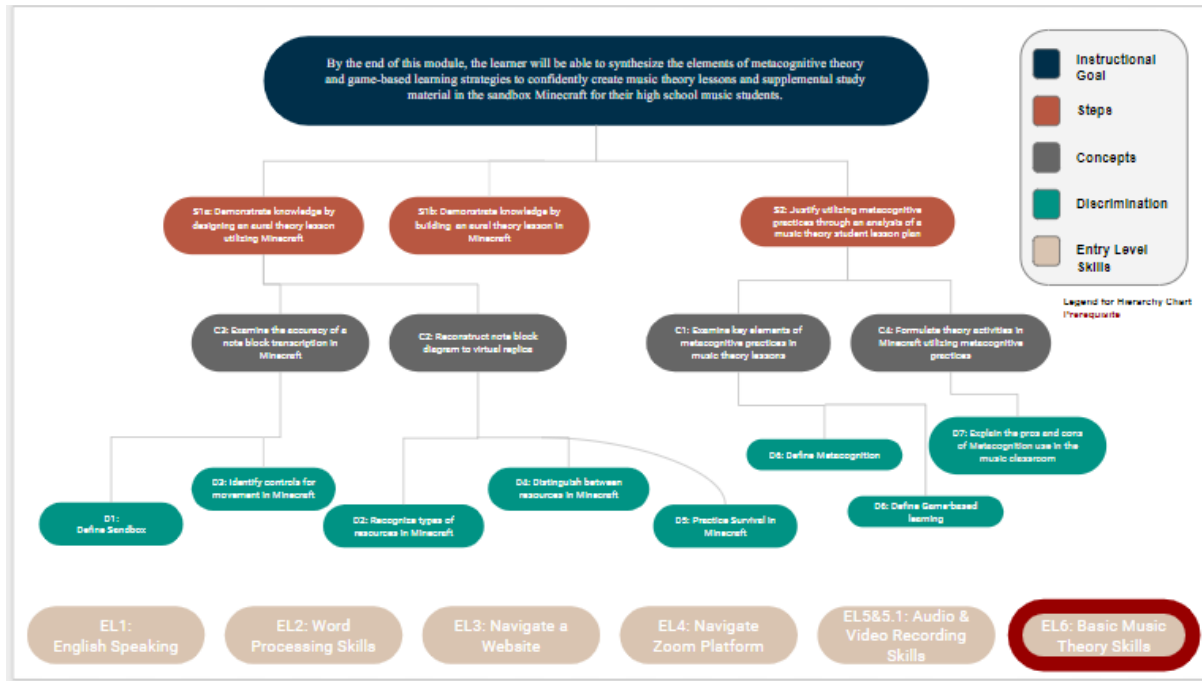 By the end of this module, the learner will be able to synthesize the elements of metacognitive theory
and game-based learning strategies to confidently create music theory lessons and supplemental study
material in the sandbox Minecraft for their high school music students.
Instructional
Goal
Steps
Concepts
Discrimination
Entry Level
Skills
Legend for Hierarchy Chart
Prerequisite
S1a: Demonstrate knowledge by
designing an aural theory lesson
utilizing Minecraft
S1b: Demonstrate knowledge by
building an aural theory lesson in
Minecraft
S2: Justify utilizing metacognitive
practices through an analysis of a
music theory student lesson plan
C3: Examine the accuracy of a
note block transcription in
Minecraft
C2: Reconstruct note block
diagram to virtual replica
C1: Examine key elements of
metacognitive practices in
music theory lessons
C4: Formulate theory activities in
Minecraft utilizing metacognitive
practices
D1:
Define Sandbox
D3: Identify controls for
movement in Minecraft
D2: Recognize types of
resources in Minecraft
D4: Distinguish between
resources in Minecraft
D5: Practice Survival in
Minecraft
D6: Define Metacognition
D6: Define Game-based
learning
D7: Explain the pros and cons
of Metacognition use in the
music classroom
EL1:
English Speaking
EL2: Word
Processing Skills
EL3: Navigate a
Website
EL4: Navigate
Zoom Platform
EL5&5.1: Audio &
Video Recording
Skills
EL6: Basic Music
Theory Skills